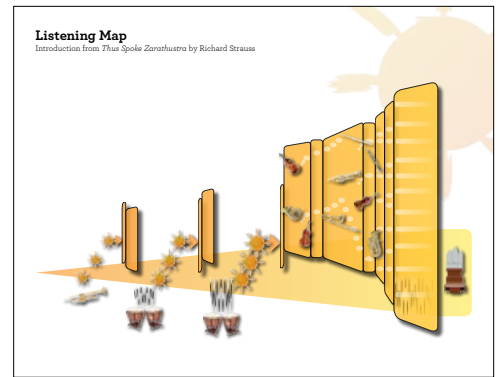 Listening Map
Introduction from Thus Spoke Zarathustra by Richard Strauss